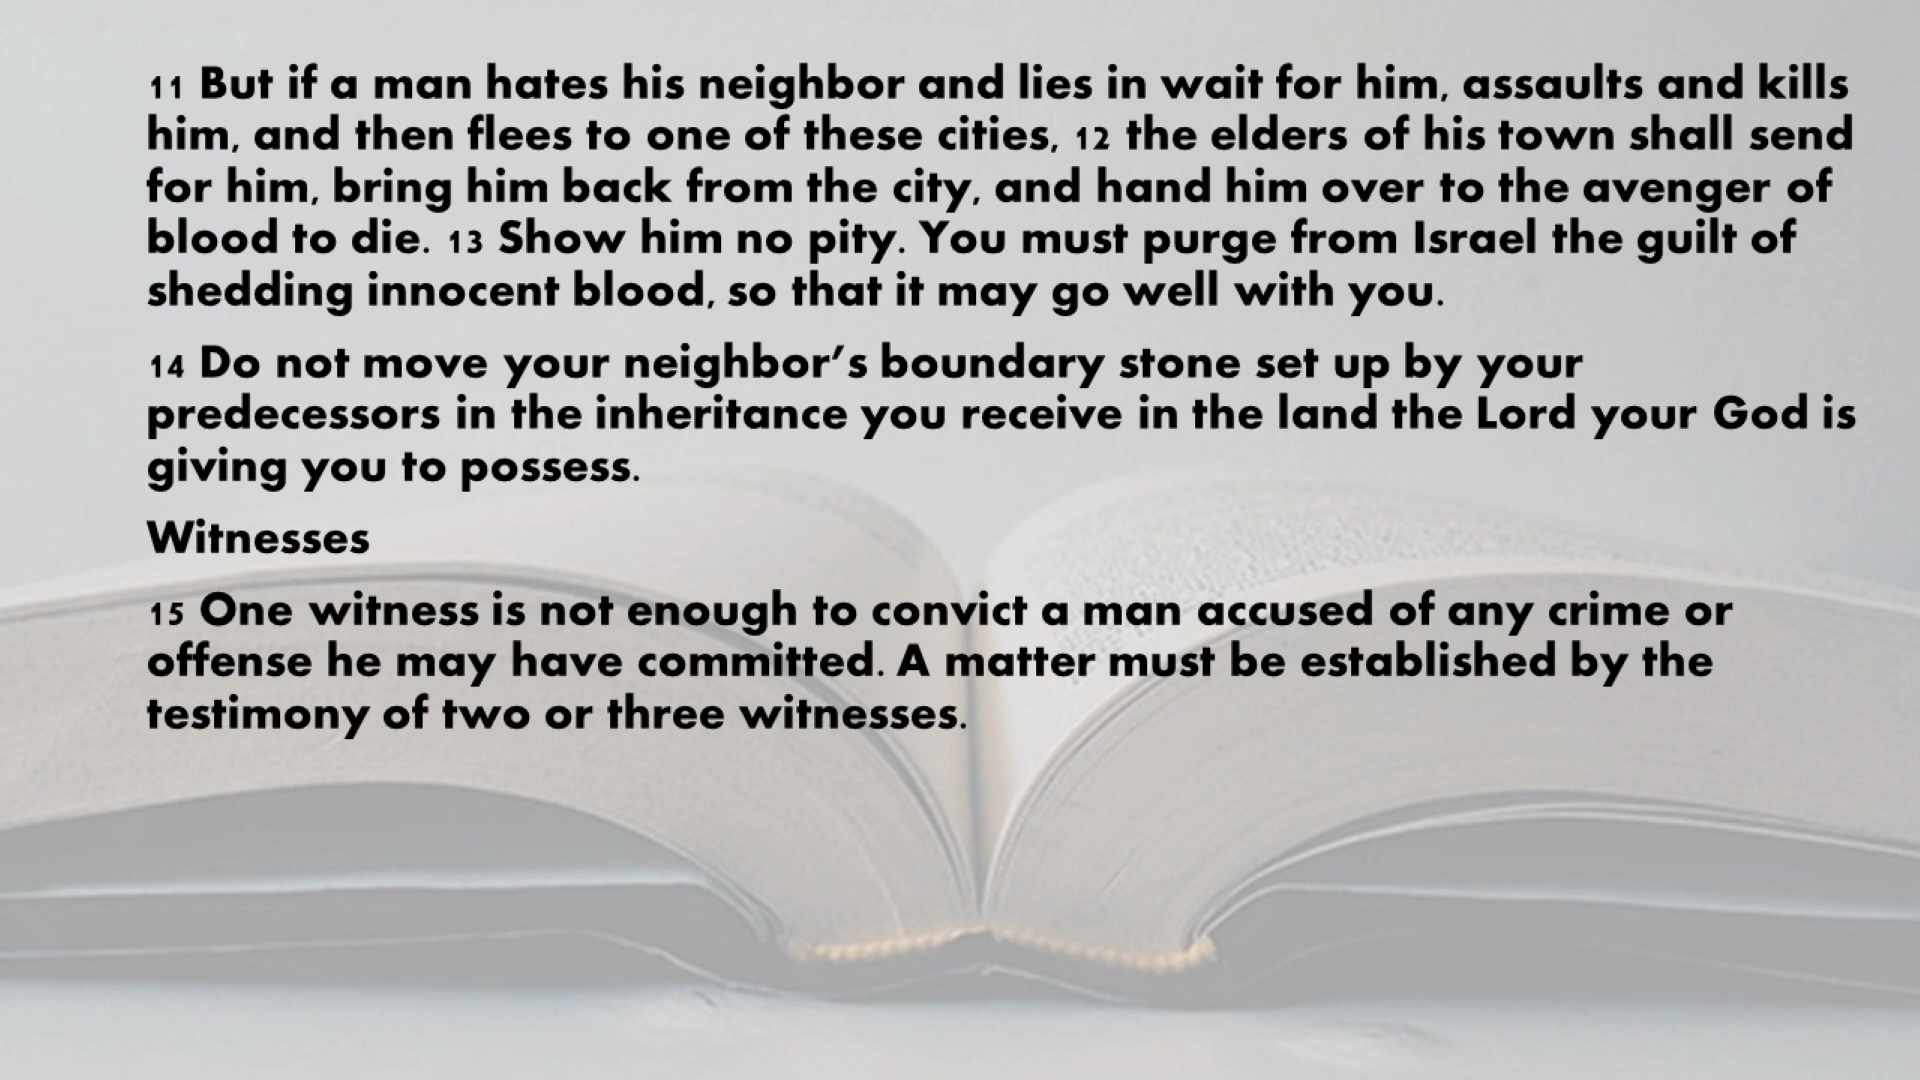 11 But if a man hates his neighbor and lies in wait for him, assaults and kills
him, and then flees to one of these cities, 12 the elders of his town shall send
for him, bring him back from the city, and hand him over to the avenger of
blood to die. 13 Show him no pity. You must purge from Israel the guilt of
shedding innocent blood, so that it may go well with you.
14 Do not move your neighbor’s boundary stone set up by your
predecessors in the inheritance you receive in the land the Lord your God is
giving you to possess.
Witnesses
15 One witness is not enough to convict a man accused of any crime or
offense he may have committed. A matter must be established by the
testimony of two or three witnesses.